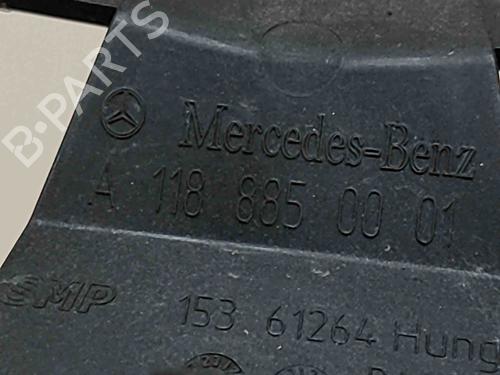 B-PARTS
Mercedes-Benz
A 118 885 00 01
SMP 153 61264 Hung